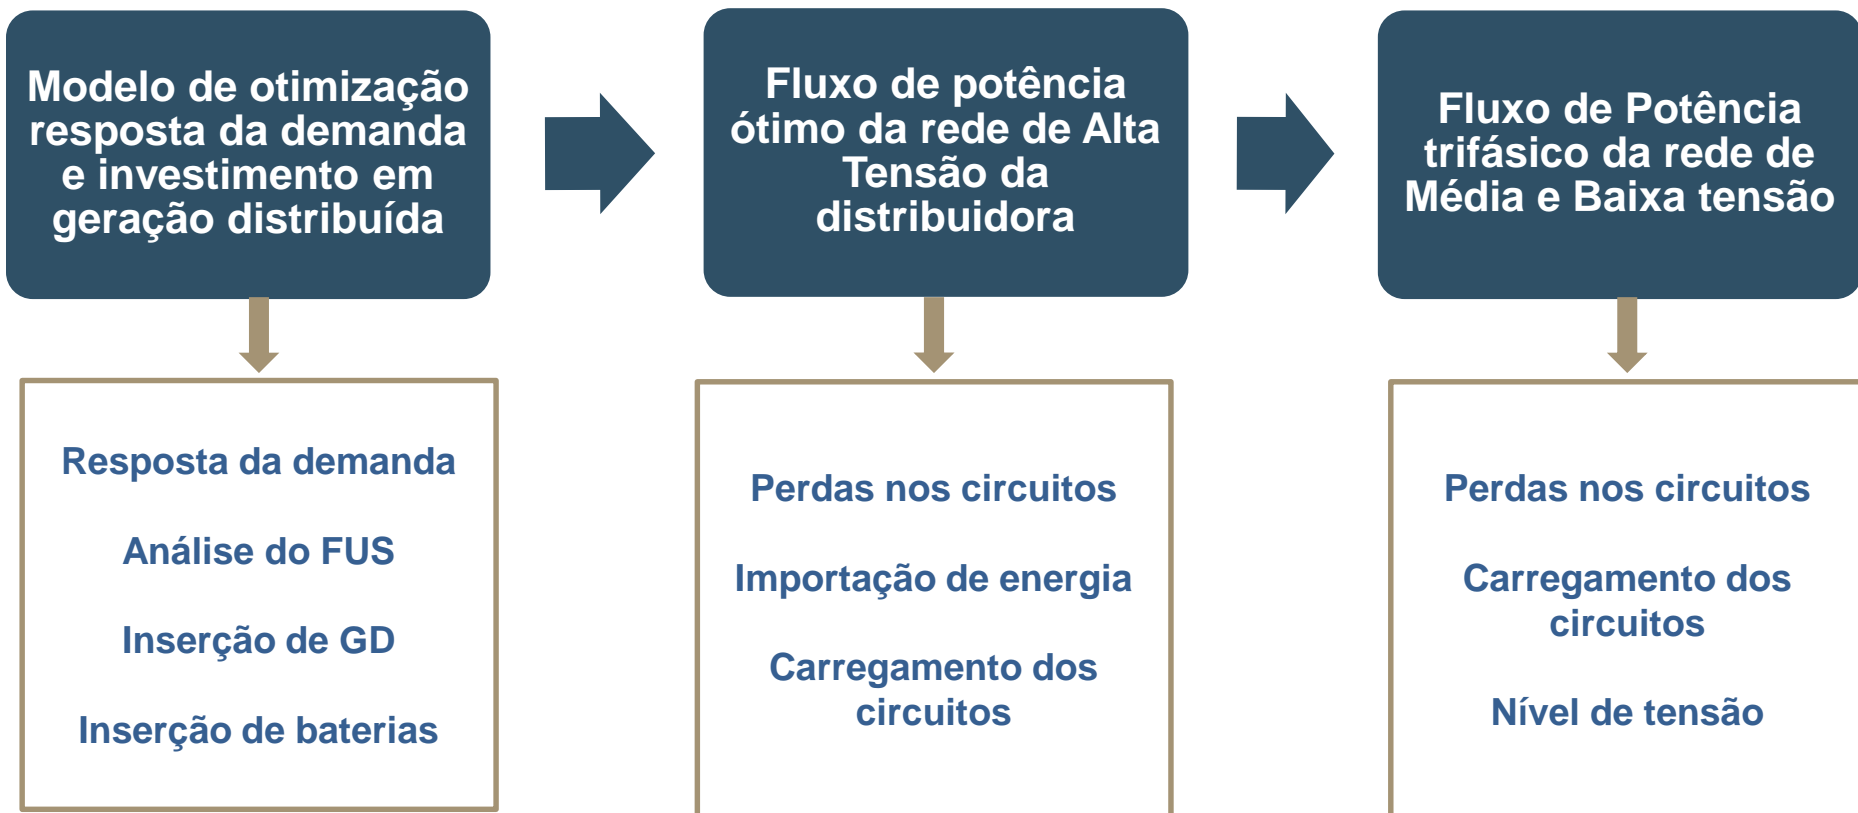 Modelo de otimização
resposta da demanda
e investimento em
geração distribuída
Fluxo de potência
ótimo da rede de Alta
Tensão da
distribuidora
Fluxo de Potência
trifásico da rede de
Média e Baixa tensão
Resposta da demanda
Análise do FUS
Inserção de GD
Inserção de baterias
Perdas nos circuitos
Importação de energia
Carregamento dos
circuitos
Perdas nos circuitos
Carregamento dos
circuitos
Nível de tensão